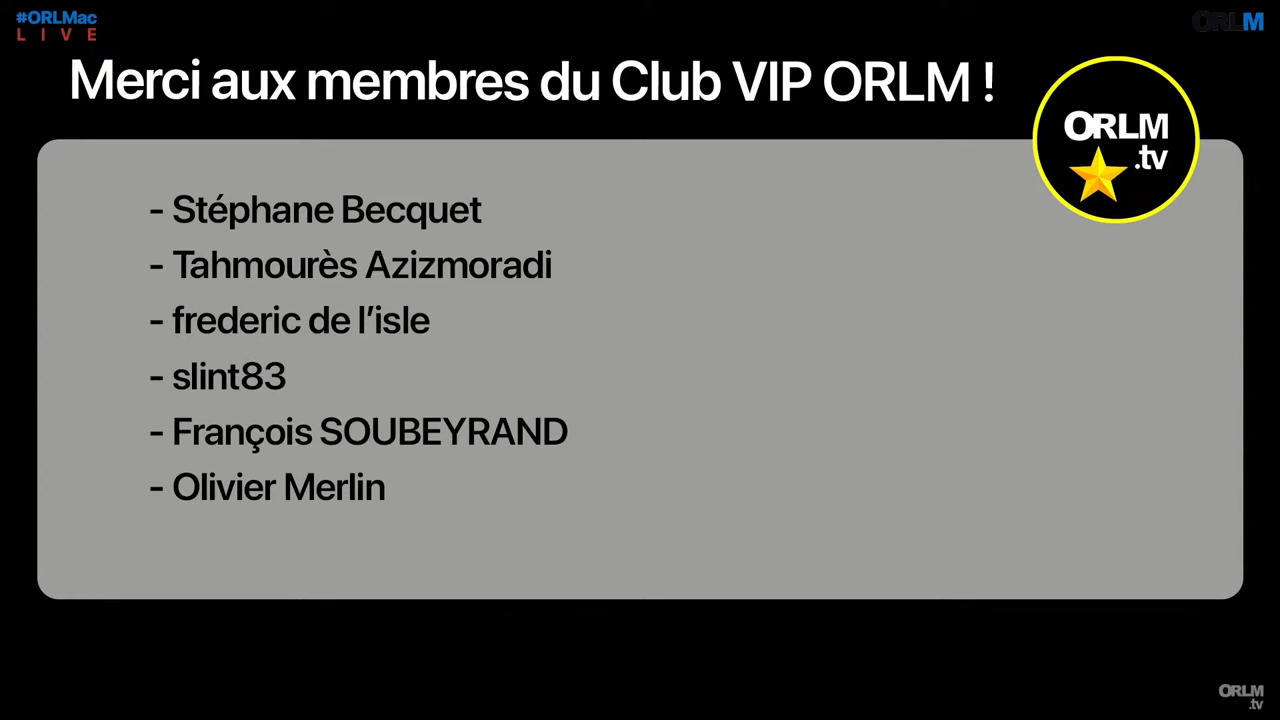 #ORLMac
LIVE
ORLM
Merci aux membres du Club VIP ORLM !
ORLM
.tv
- Stéphane Becquet
- Tahmourès Azizmoradi
- frederic de l’isle
- slint83
- François SOUBEYRAND
- Olivier Merlin
ORLM
.tv